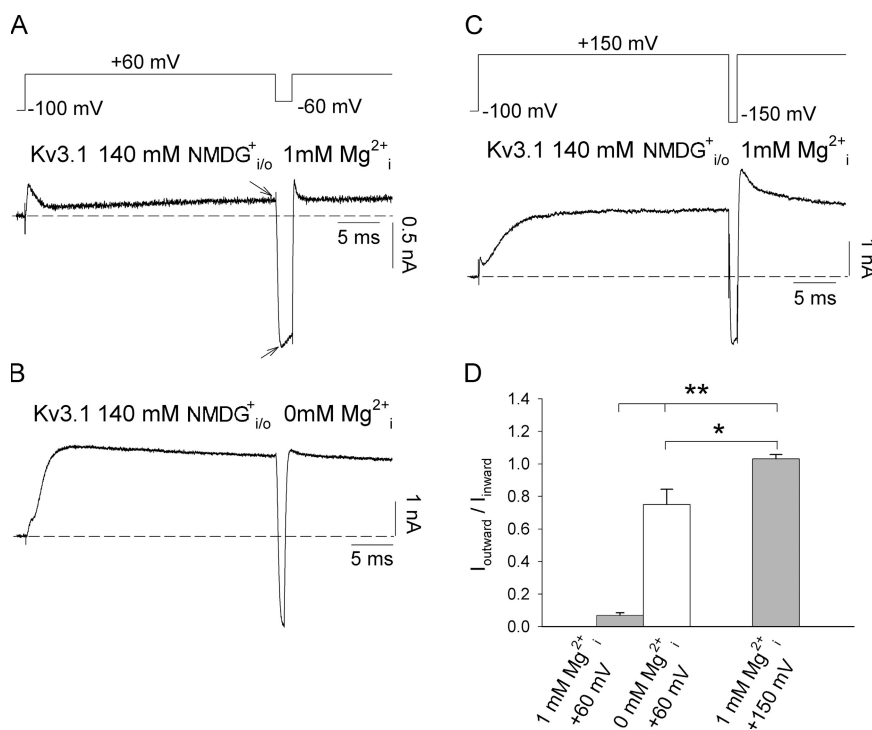 A
+60 mV
-100 mV
-60 mV
Kv3.1 140 mM NMDG⁺i/o 1mM Mg²⁺i
5 ms
0.5 nA
B
Kv3.1 140 mM NMDG⁺i/o 0mM Mg²⁺i
1 nA
5 ms
C
+150 mV
-100 mV
-150 mV
Kv3.1 140 mM NMDG⁺i/o 1mM Mg²⁺i
1 nA
5 ms
D
Ioutward / Iinward
1.4
1.2
1.0
0.8
0.6
0.4
0.2
0.0
**
*
1 mM Mg²⁺i
+60 mV
0 mM Mg²⁺i
+60 mV
1 mM Mg²⁺i
+150 mV